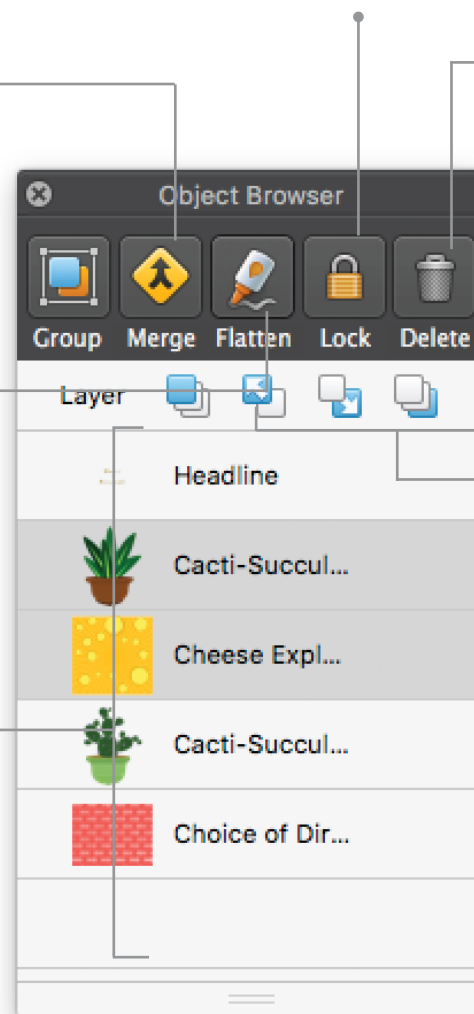 Object Browser
Group Merge Flatten Lock Delete
Layer
Headline
Cacti-Succul...
Cheese Expl...
Cacti-Succul...
Choice of Dir...